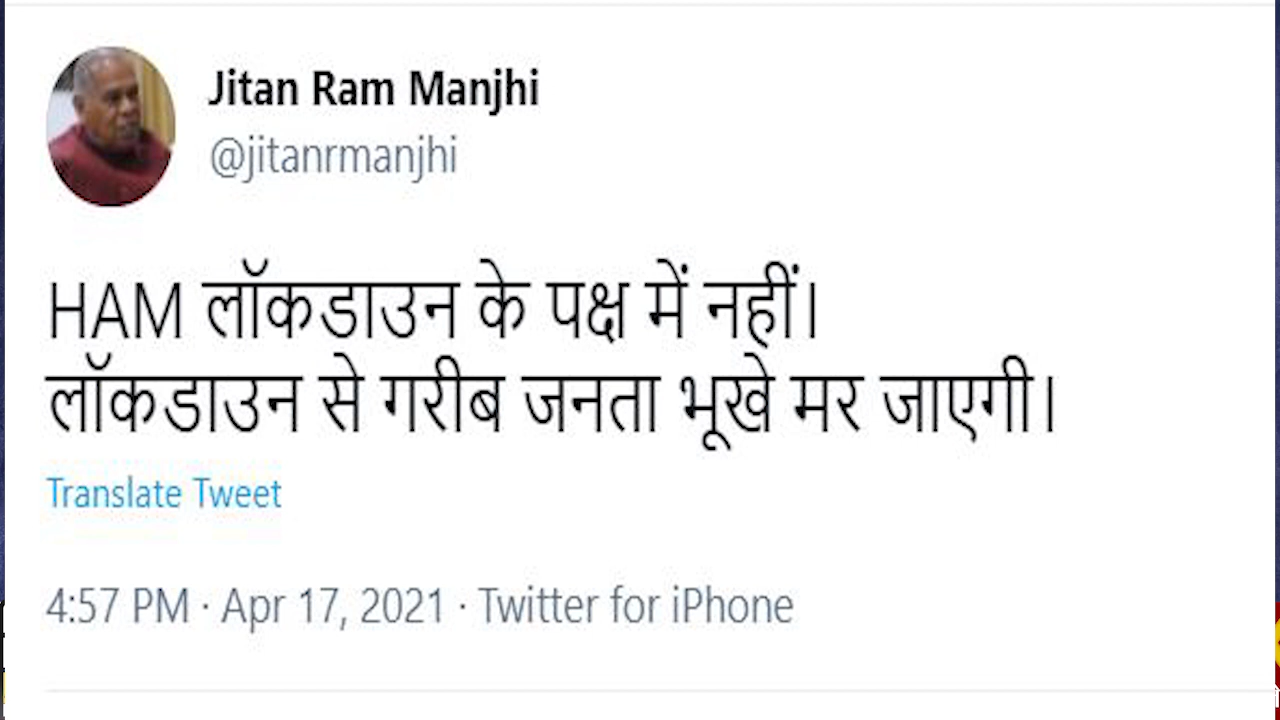 Jitan Ram Manjhi
@jitanrmanjhi
HAM लॉकडाउन के पक्ष में नहीं।
लॉकडाउन से गरीब जनता भूखे मर जाएगी।
Translate Tweet
4:57 PM · Apr 17, 2021 · Twitter for iPhone